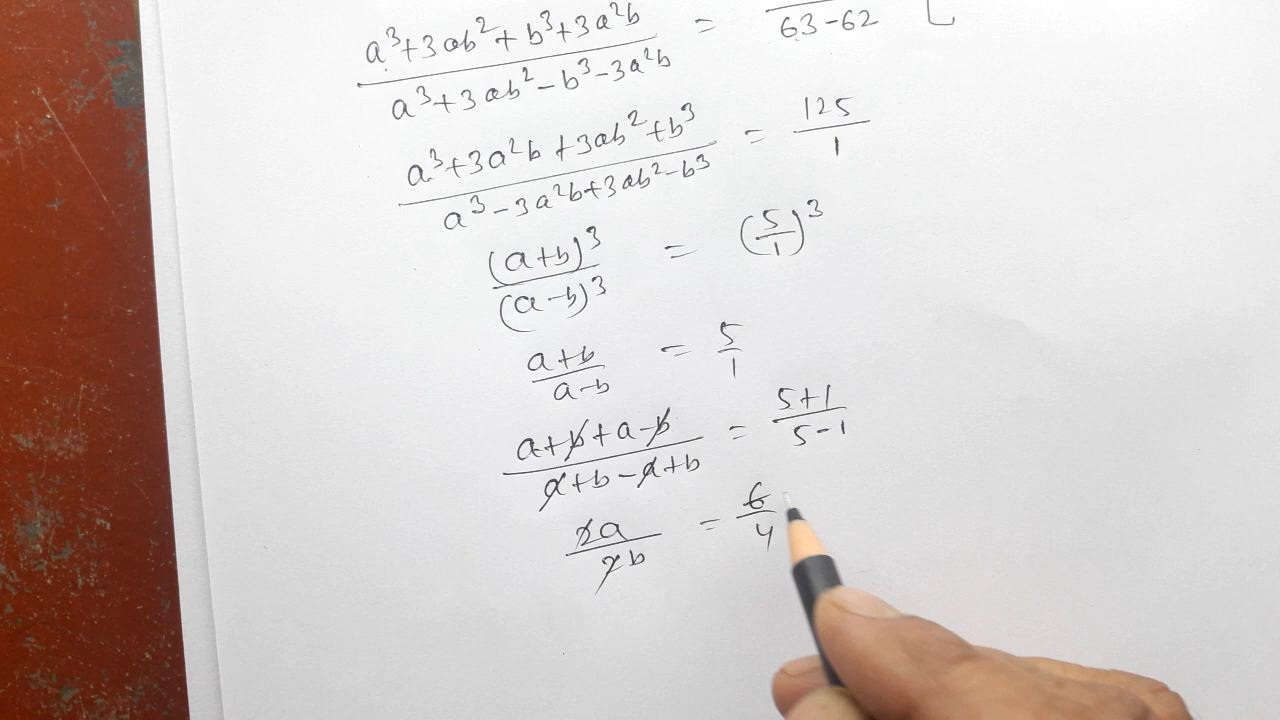 a³+3ab²+b³+3a²b / a³+3ab²-b³-3a²b = / 63-62
a³+3a²b+3ab²+b³ / a³-3a²b+3ab²-b³ = 125/1
(a+b)³ / (a-b)³ = (5/1)³
a+b / a-b = 5/1
a+b+a-b / a+b-a+b = 5+1 / 5-1
2a / 2b = 6/4